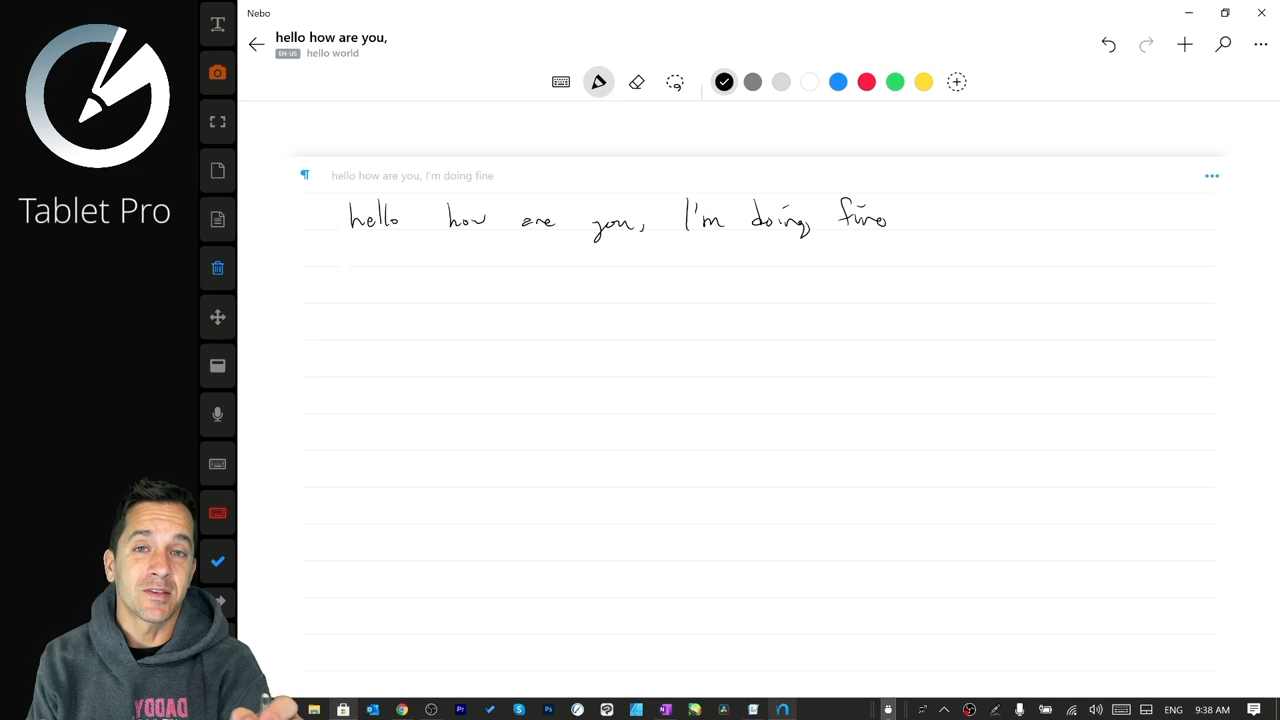 Nebo
hello how are you,
EN-US hello world
Tablet Pro
hello how are you, I'm doing fine
hello how are you, I'm doing fine
DADDY
ENG 9:38 AM